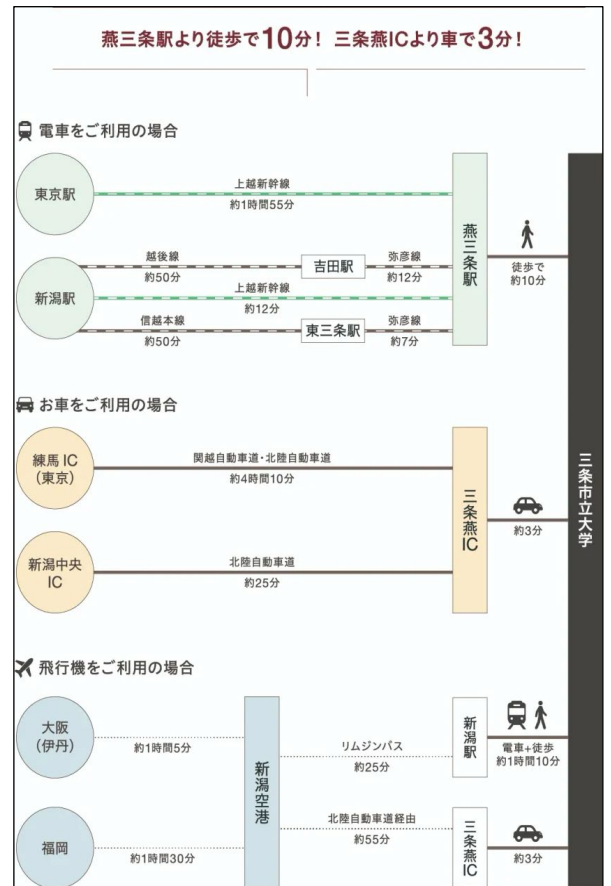 燕三条駅より徒歩で10分! 三条燕ICより車で3分!
電車をご利用の場合
東京駅
上越新幹線
約1時間55分
新潟駅
越後線
約50分
吉田駅
弥彦線
約12分
上越新幹線
約12分
信越本線
約50分
東三条駅
弥彦線
約7分
燕三条駅
徒歩で
約10分
お車をご利用の場合
練馬 IC
(東京)
関越自動車道・北陸自動車道
約4時間10分
新潟中央
IC
北陸自動車道
約25分
三条燕IC
約3分
三条市立大学
飛行機をご利用の場合
大阪
(伊丹)
約1時間5分
福岡
約1時間30分
新潟空港
リムジンバス
約25分
新潟駅
電車+徒歩
約1時間10分
北陸自動車道経由
約55分
三条燕IC
約3分